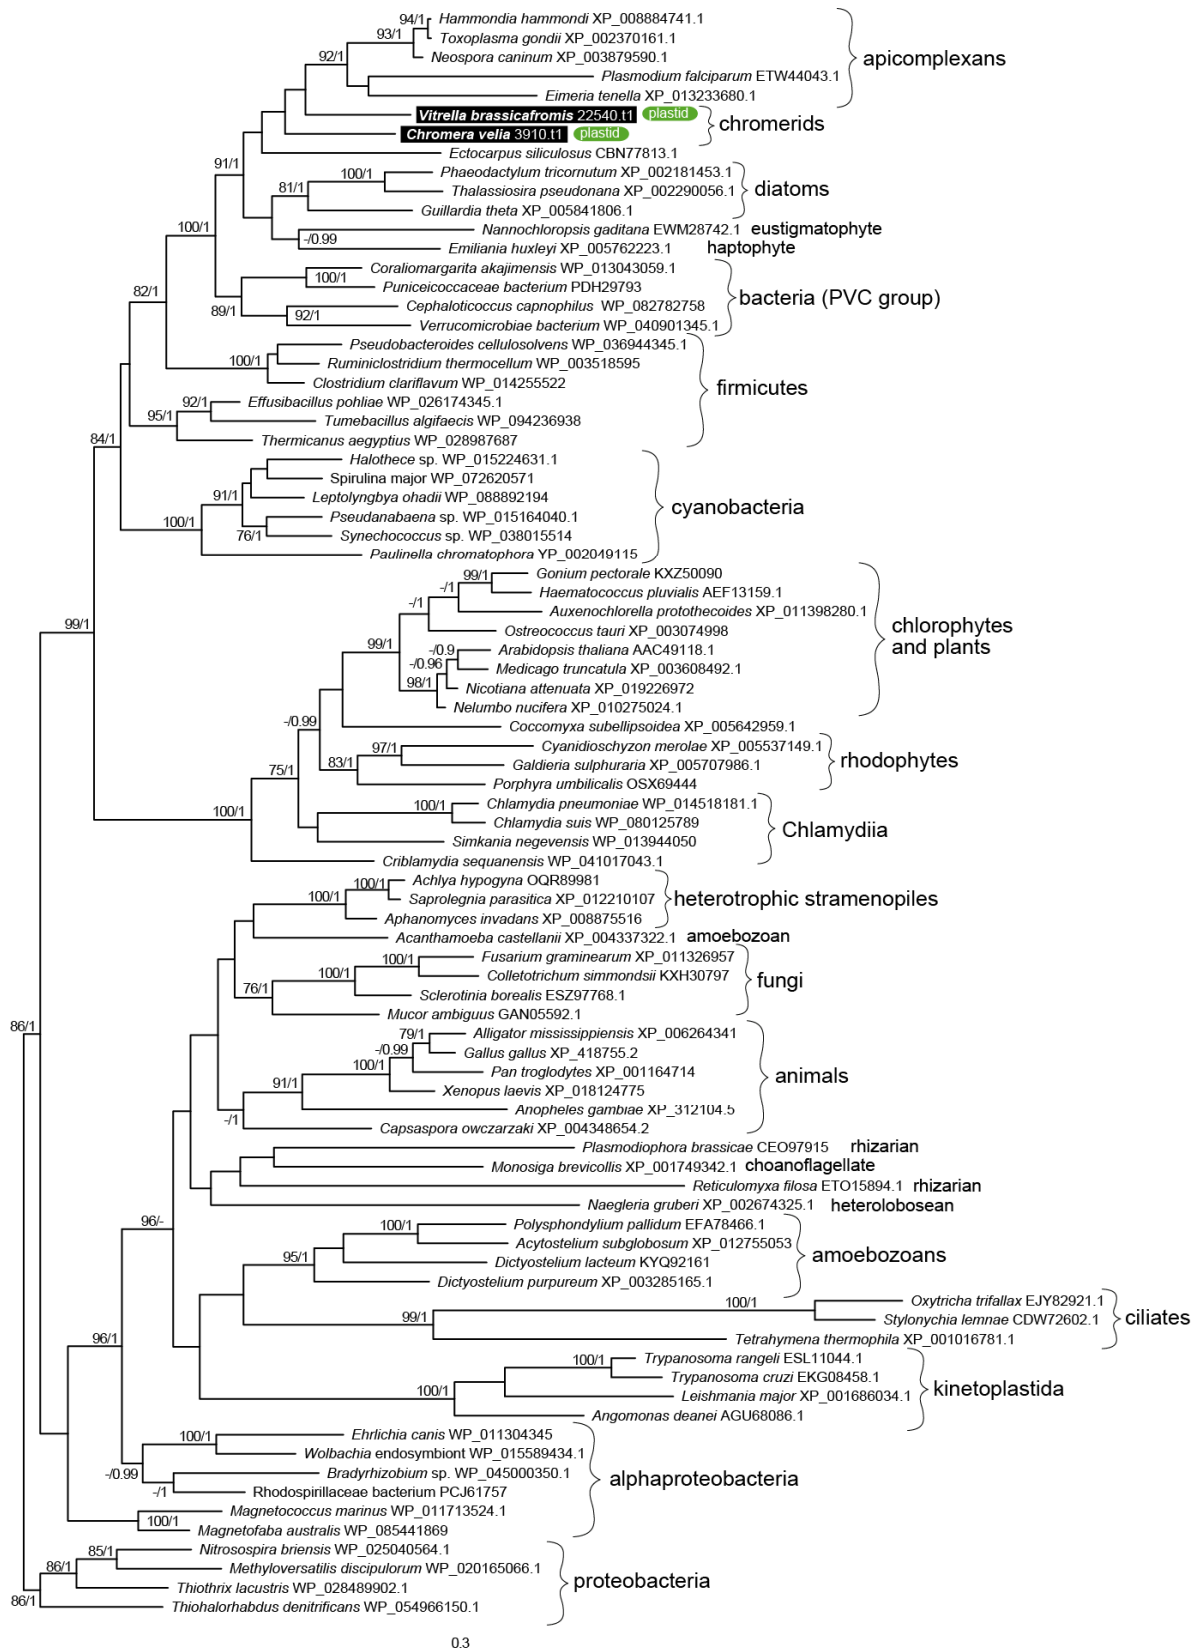 94/1 Hammondia hammondi XP_008884741.1
93/1 Toxoplasma gondii XP_002370161.1
92/1 Neospora caninum XP_003879590.1
apicomplexans
Plasmodium falciparum ETW44043.1
Eimeria tenella XP_013233680.1
Vitrella brassicafromis 22540.t1 plastid
chromerids
Chromera velia 3910.t1 plastid
Ectocarpus siliculosus CBN77813.1
91/1
100/1 Phaeodactylum tricornutum XP_002181453.1
81/1 Thalassiosira pseudonana XP_002290056.1
diatoms
Guillardia theta XP_005841806.1
100/1
Nannochloropsis gaditana EWM28742.1 eustigmatophyte
-/0.99
Emiliania huxleyi XP_005762223.1 haptophyte
Coraliomargarita akajimensis WP_013043059.1
100/1
Puniceicoccaceae bacterium PDH29793
82/1
bacteria (PVC group)
89/1
Cephaloticoccus capnophilus WP_082782758
92/1
Verrucomicrobiae bacterium WP_040901345.1
Pseudobacteroides cellulosolvens WP_036944345.1
100/1 Ruminiclostridium thermocellum WP_003518595
Clostridium clariflavum WP_014255522
firmicutes
92/1 Effusibacillus pohliae WP_026174345.1
95/1 Tumebacillus algifaecis WP_094236938
84/1 Thermicanus aegyptius WP_028987687
Halothece sp. WP_015224631.1
Spirulina major WP_072620571
91/1 Leptolyngbya ohadii WP_088892194
cyanobacteria
100/1 Pseudanabaena sp. WP_015164040.1
76/1 Synechococcus sp. WP_038015514
Paulinella chromatophora YP_002049115
99/1 Gonium pectorale KXZ50090
-/1 Haematococcus pluvialis AEF13159.1
-/1 Auxenochlorella protothecoides XP_011398280.1
99/1
Ostreococcus tauri XP_003074998
chlorophytes
and plants
99/1
-/0.9 Arabidopsis thaliana AAC49118.1
-/0.96 Medicago truncatula XP_003608492.1
98/1 Nicotiana attenuata XP_019226972
Nelumbo nucifera XP_010275024.1
-/0.99 Coccomyxa subellipsoidea XP_005642959.1
97/1 Cyanidioschyzon merolae XP_005537149.1
83/1 Galdieria sulphuraria XP_005707986.1
rhodophytes
75/1 Porphyra umbilicalis OSX69444
100/1 Chlamydia pneumoniae WP_014518181.1
100/1 Chlamydia suis WP_080125789
Chlamydiia
Simkania negevensis WP_013944050
Criblamydia sequanensis WP_041017043.1
100/1 Achlya hypogyna OQR89981
100/1 Saprolegnia parasitica XP_012210107
heterotrophic stramenopiles
Aphanomyces invadans XP_008875516
Acanthamoeba castellanii XP_004337322.1 amoebozoan
100/1 Fusarium graminearum XP_011326957
100/1 Colletotrichum simmondsii KXH30797
fungi
76/1 Sclerotinia borealis ESZ97768.1
Mucor ambiguus GAN05592.1
86/1
79/1 Alligator mississippiensis XP_006264341
-/0.99 Gallus gallus XP_418755.2
100/1 Pan troglodytes XP_001164714
animals
91/1 Xenopus laevis XP_018124775
Anopheles gambiae XP_312104.5
-/1
Capsaspora owczarzaki XP_004348654.2
Plasmodiophora brassicae CEO97915 rhizarian
Monosiga brevicollis XP_001749342.1 choanoflagellate
Reticulomyxa filosa ETO15894.1 rhizarian
Naegleria gruberi XP_002674325.1 heterolobosean
96/-
100/1 Polysphondylium pallidum EFA78466.1
Acytostelium subglobosum XP_012755053
amoebozoans
95/1 Dictyostelium lacteum KYQ92161
Dictyostelium purpureum XP_003285165.1
100/1 Oxytricha trifallax EJY82921.1
99/1 Stylonychia lemnae CDW72602.1
ciliates
96/1 Tetrahymena thermophila XP_001016781.1
100/1 Trypanosoma rangeli ESL11044.1
Trypanosoma cruzi EKG08458.1
kinetoplastida
100/1 Leishmania major XP_001686034.1
Angomonas deanei AGU68086.1
100/1 Ehrlichia canis WP_011304345
Wolbachia endosymbiont WP_015589434.1
-/0.99 Bradyrhizobium sp. WP_045000350.1
alphaproteobacteria
-/1 Rhodospirillaceae bacterium PCJ61757
Magnetococcus marinus WP_011713524.1
100/1
Magnetofaba australis WP_085441869
85/1 Nitrosospira briensis WP_025040564.1
86/1 Methyloversatilis discipulorum WP_020165066.1
proteobacteria
Thiothrix lacustris WP_028489902.1
86/1 Thiohalorhabdus denitrificans WP_054966150.1
0.3